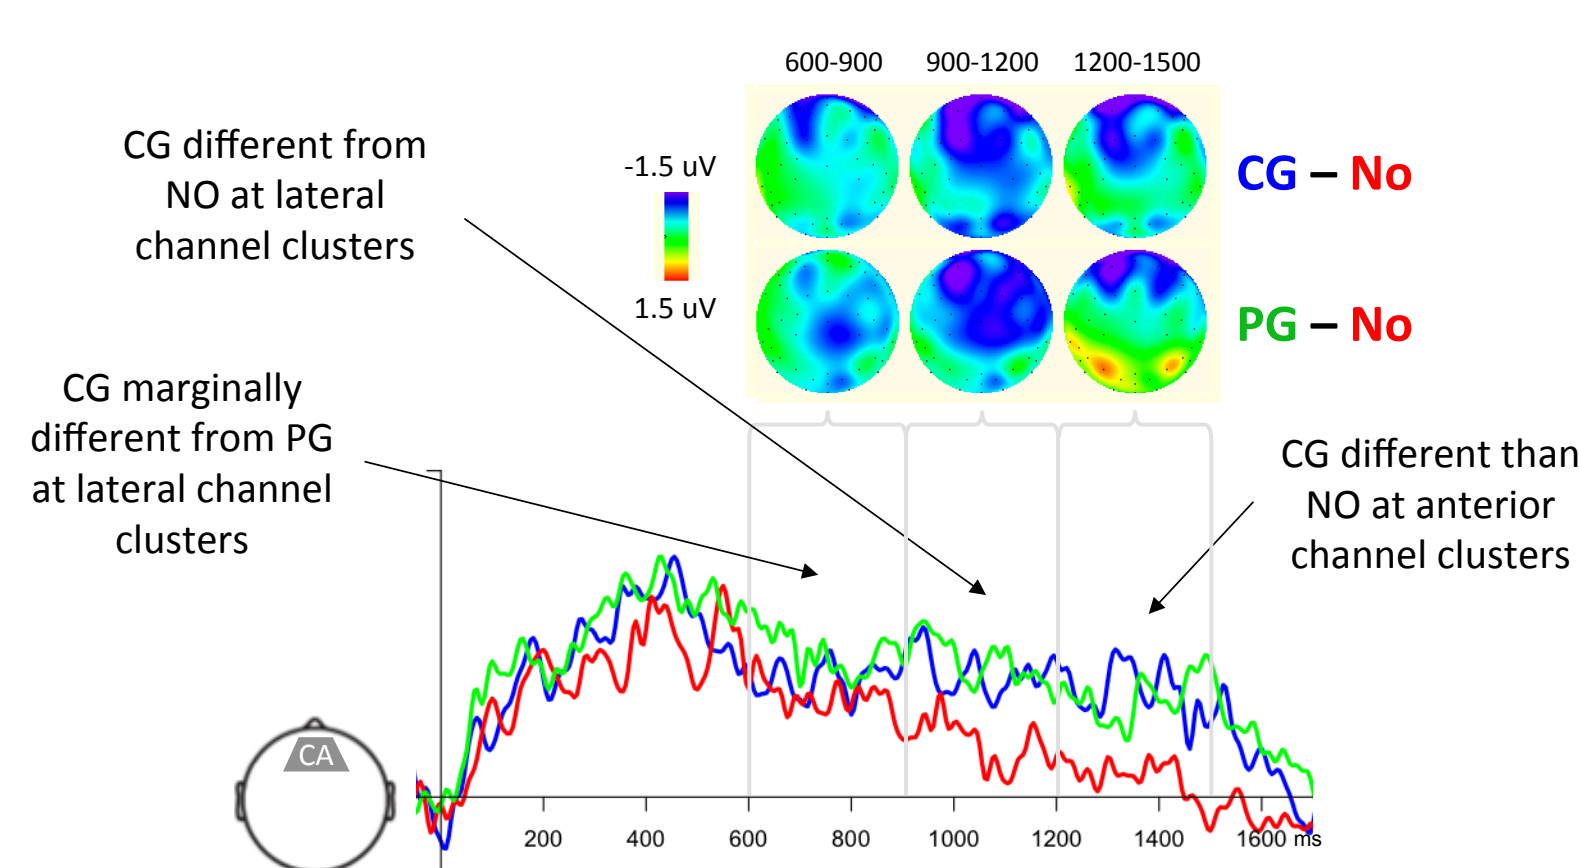 600-900 900-1200 1200-1500
CG different from
NO at lateral
channel clusters
-1.5 uV
1.5 uV
CG – No
PG – No
CG marginally
different from PG
at lateral channel
clusters
CG different than
NO at anterior
channel clusters
CA
200 400 600 800 1000 1200 1400 1600 ms